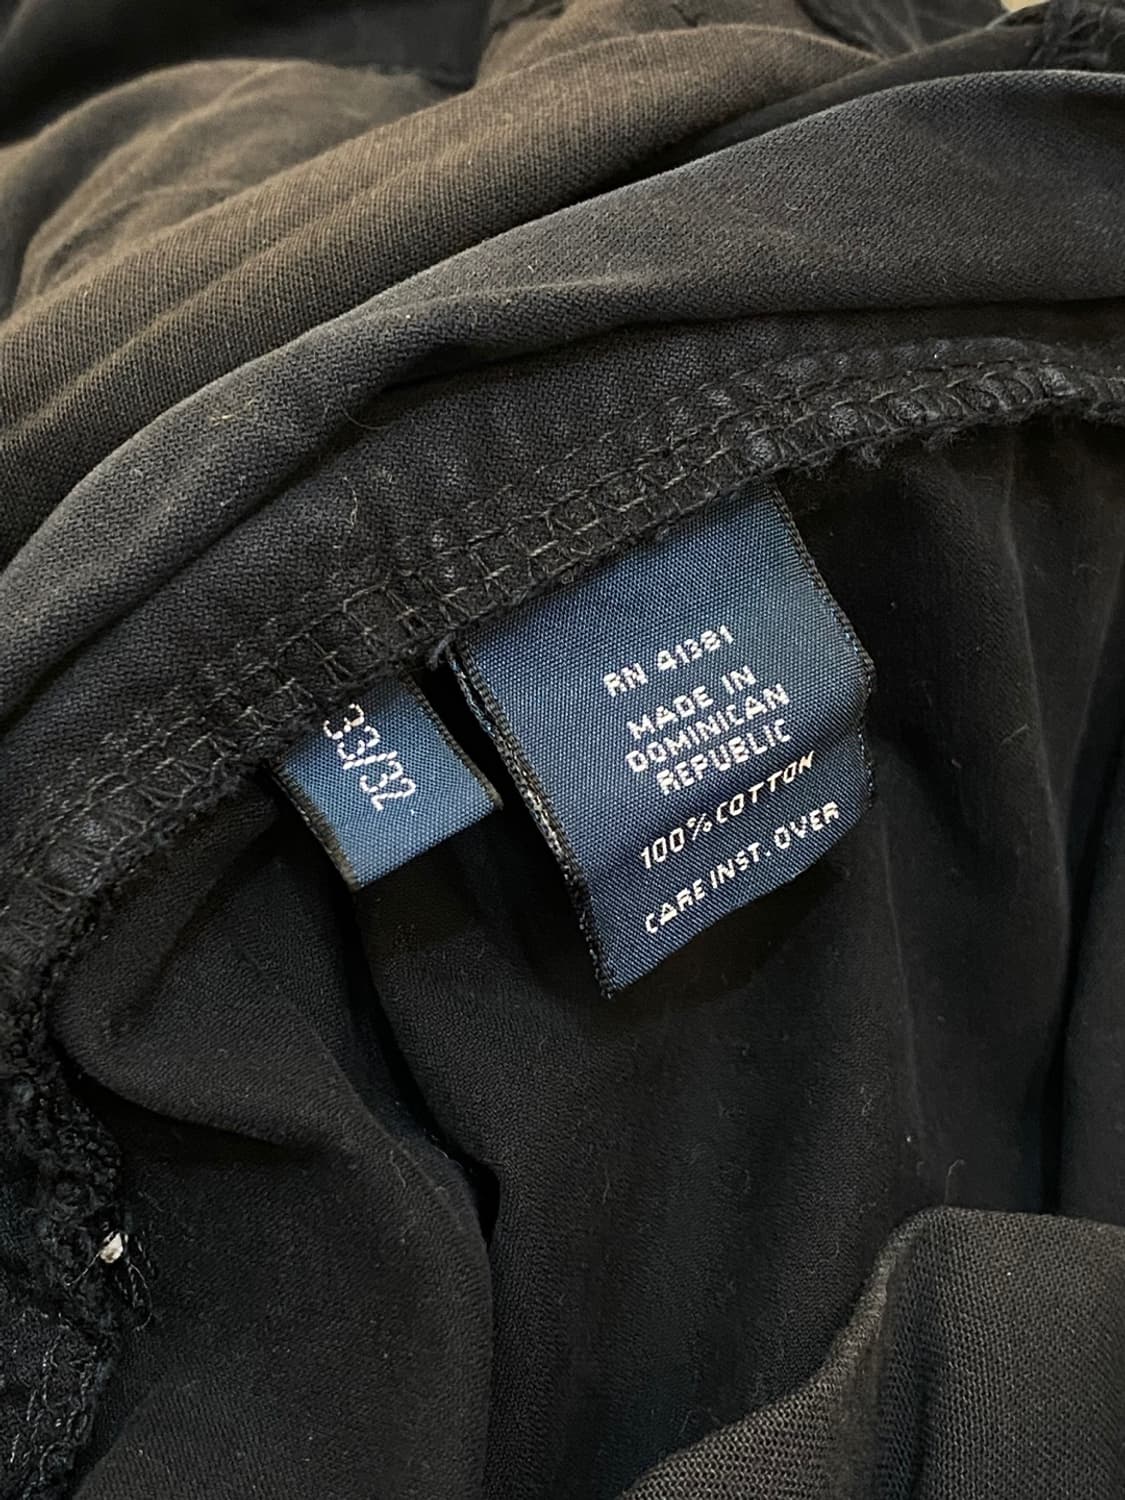 33/32
RN 41381
MADE IN
DOMINICAN
REPUBLIC
100% COTTON
CARE INST. OVER